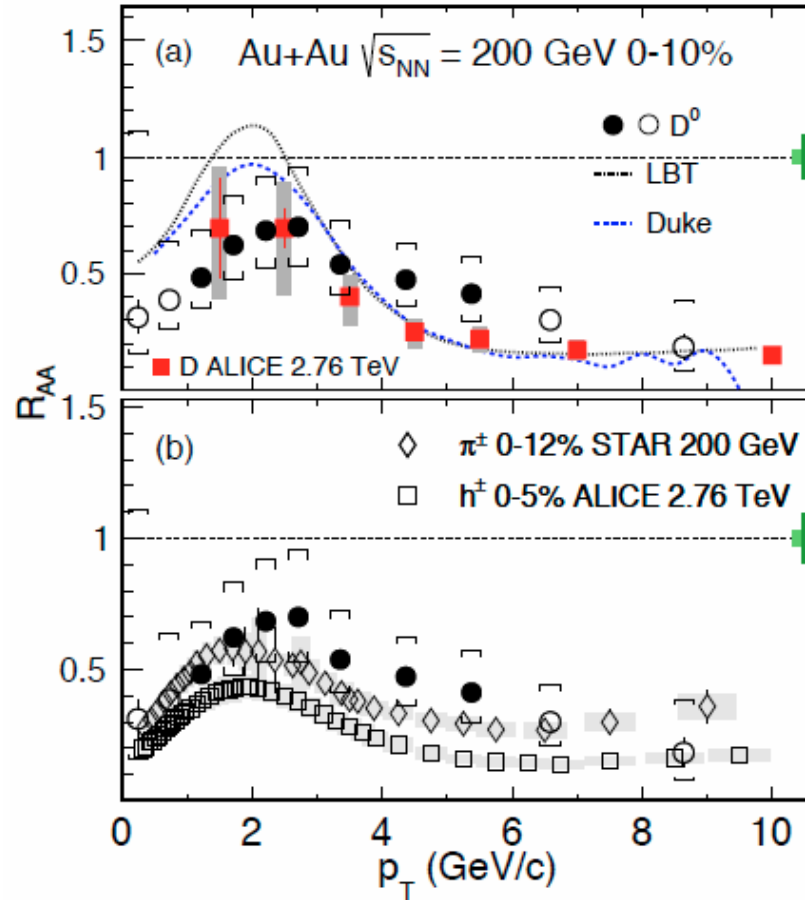 1.5
(a) Au+Au √sNN = 200 GeV 0-10%
D⁰
1
LBT
Duke
0.5
D ALICE 2.76 TeV
RAA
1.5
(b) π± 0-12% STAR 200 GeV
h± 0-5% ALICE 2.76 TeV
1
0.5
0 2 4 6 8 10
pT (GeV/c)